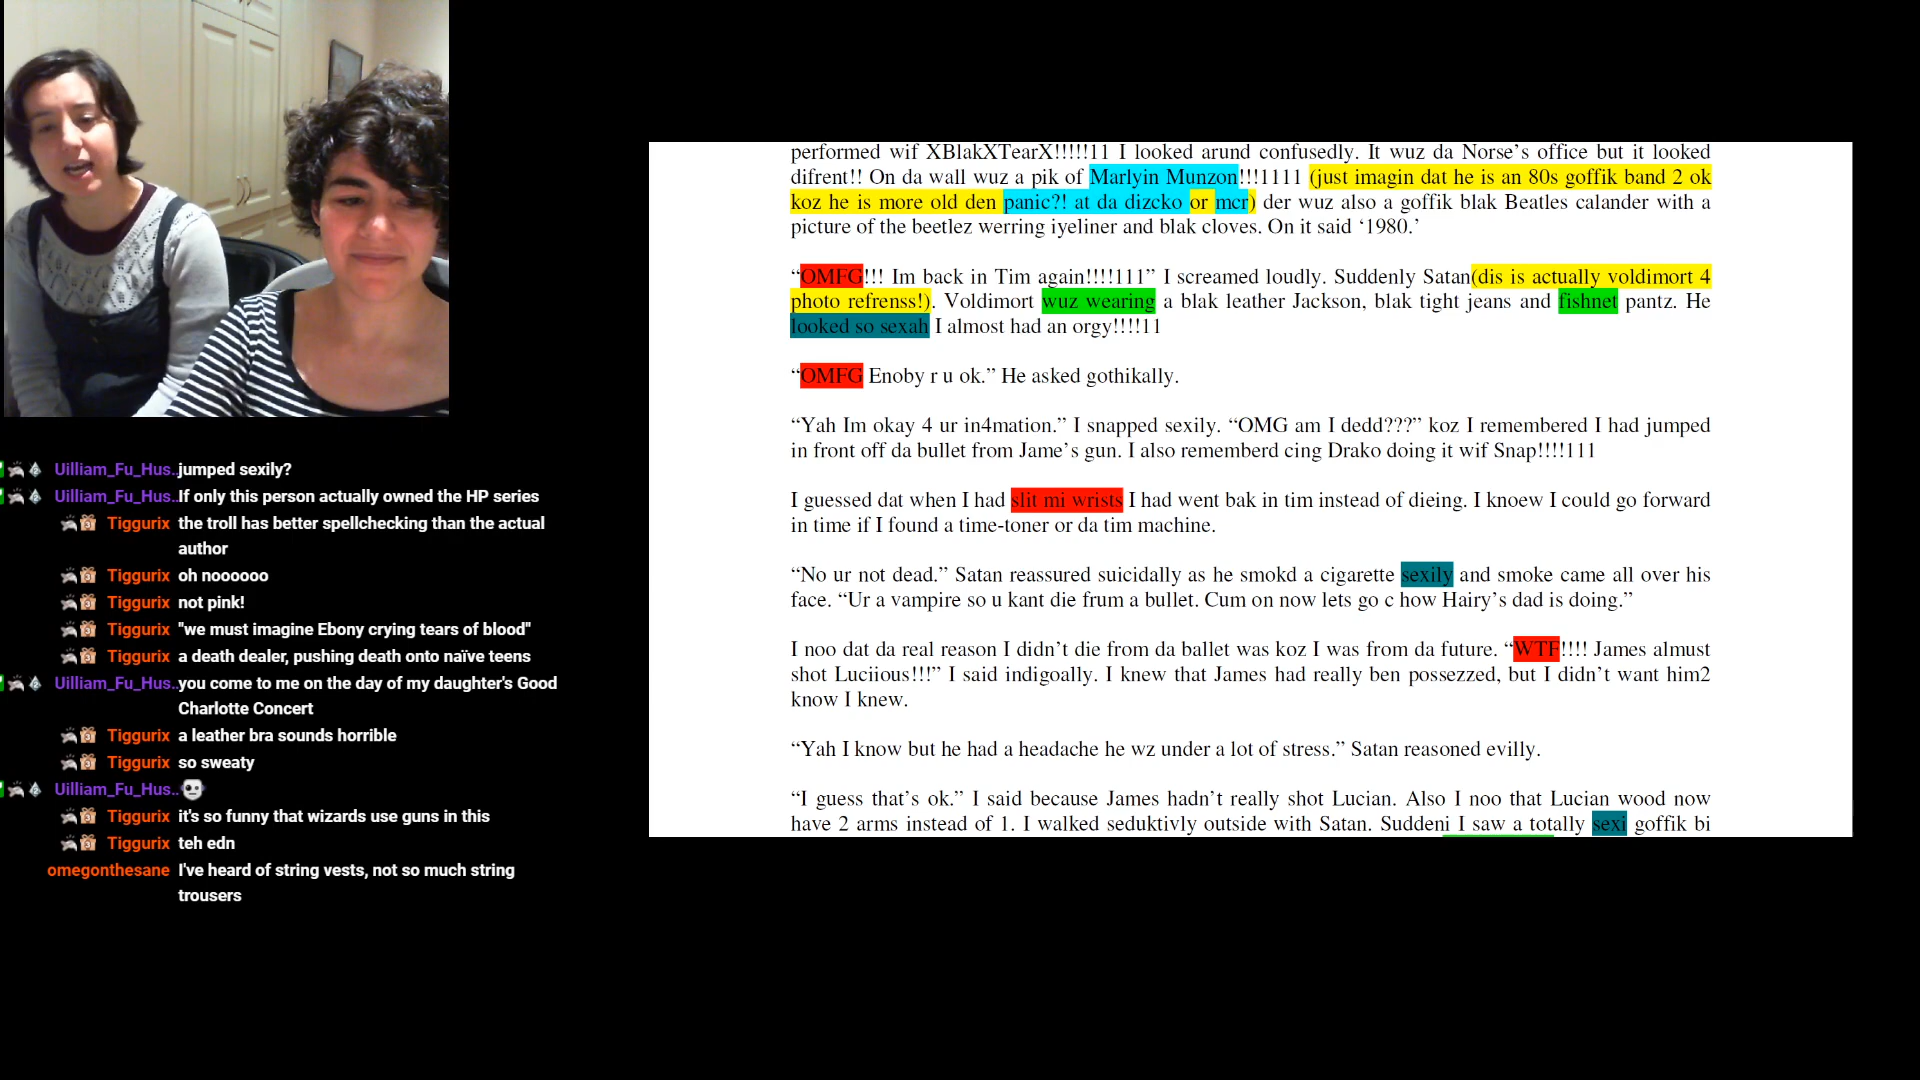 Uilliam_Fu_Hus..jumped sexily?
Uilliam_Fu_Hus..If only this person actually owned the HP series
Tiggurix the troll has better spellchecking than the actual
author
Tiggurix oh noooooo
Tiggurix not pink!
Tiggurix "we must imagine Ebony crying tears of blood"
Tiggurix a death dealer, pushing death onto naïve teens
Uilliam_Fu_Hus..you come to me on the day of my daughter's Good
Charlotte Concert
Tiggurix a leather bra sounds horrible
Tiggurix so sweaty
Uilliam_Fu_Hus..
Tiggurix it's so funny that wizards use guns in this
Tiggurix teh edn
omegonthesane I've heard of string vests, not so much string
trousers
performed wif XBlakXTearX!!!!!11 I looked arund confusedly. It wuz da Norse’s office but it looked
difrent!! On da wall wuz a pik of Marlyin Munzon!!!1111 (just imagin dat he is an 80s goffik band 2 ok
koz he is more old den panic?! at da dizcko or mcr) der wuz also a goffik blak Beatles calander with a
picture of the beetlez werring iyeliner and blak cloves. On it said ‘1980.’
“OMFG!!! Im back in Tim again!!!!111” I screamed loudly. Suddenly Satan(dis is actually voldimort 4
photo refrenss!). Voldimort wuz wearing a blak leather Jackson, blak tight jeans and fishnet pantz. He
looked so sexah I almost had an orgy!!!!11
“OMFG Enoby r u ok.” He asked gothikally.
“Yah Im okay 4 ur in4mation.” I snapped sexily. “OMG am I dedd???” koz I remembered I had jumped
in front off da bullet from Jame’s gun. I also rememberd cing Drako doing it wif Snap!!!!111
I guessed dat when I had slit mi wrists I had went bak in tim instead of dieing. I knoew I could go forward
in time if I found a time-toner or da tim machine.
“No ur not dead.” Satan reassured suicidally as he smokd a cigarette sexily and smoke came all over his
face. “Ur a vampire so u kant die frum a bullet. Cum on now lets go c how Hairy’s dad is doing.”
I noo dat da real reason I didn’t die from da ballet was koz I was from da future. “WTF!!!! James almust
shot Luciious!!!” I said indigoally. I knew that James had really ben possezzed, but I didn’t want him2
know I knew.
“Yah I know but he had a headache he wz under a lot of stress.” Satan reasoned evilly.
“I guess that’s ok.” I said because James hadn’t really shot Lucian. Also I noo that Lucian wood now
have 2 arms instead of 1. I walked seduktivly outside with Satan. Suddeni I saw a totally sexi goffik bi